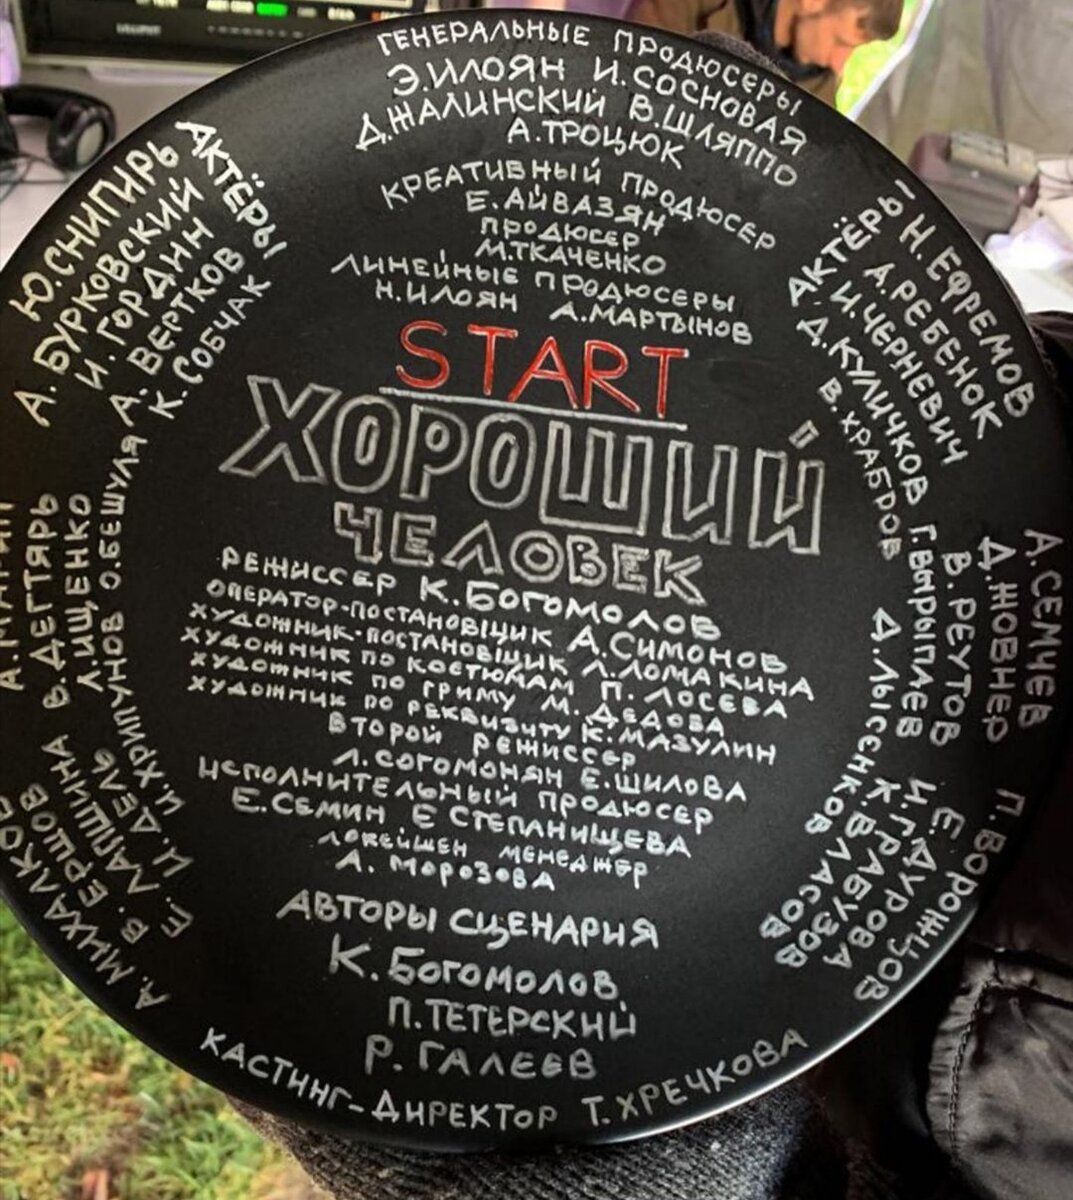 ГЕНЕРАЛЬНЫЕ ПРОДЮСЕРЫ
Э.ИЛОЯН И.СОСНОВАЯ
Д.ЖАЛИНСКИЙ В.ШЛЯППО
А.ТРОЦЮК
КРЕАТИВНЫЙ ПРОДЮСЕР
Е.АЙВАЗЯН
ПРОДЮСЕР
М.ТКАЧЕНКО
ЛИНЕЙНЫЕ ПРОДЮСЕРЫ
Н.ИЛОЯН А.МАРТЫНОВ
START
ХОРОШИЙ
ЧЕЛОВЕК
РЕЖИССЕР К.БОГОМОЛОВ
ОПЕРАТОР-ПОСТАНОВЩИК А.СИМОНОВ
ХУДОЖНИК-ПОСТАНОВЩИК Л.ЛОМАКИНА
ХУДОЖНИК ПО КОСТЮМАМ П.ЛОСЕВА
ХУДОЖНИК ПО ГРИМУ М.ДЕДОВА
ХУДОЖНИК ПО РЕКВИЗИТУ К.МАЗУЛИН
ВТОРОЙ РЕЖИССЕР
Л.СОГОМОНЯН Е.ШИЛОВА
ИСПОЛНИТЕЛЬНЫЙ ПРОДЮСЕР
Е.СЕМИН Е СТЕПАНИЩЕВА
ЛОКЕЙШЕН МЕНЕДЖЕР
А. МОРОЗОВА
АВТОРЫ СЦЕНАРИЯ
К.БОГОМОЛОВ
П.ТЕТЕРСКИЙ
Р.ГАЛЕЕВ
КАСТИНГ-ДИРЕКТОР Т.ХРЕЧКОВА
АКТЁРЫ
Ю.СНИГИРЬ
А.БУРКОВСКИЙ
И.ГОРДИН
А.ВЕРТКОВ
К.СОБЧАК
О.БЕШУЛЯ
Л.ИЩЕНКО
В.ДЕГТЯРЬ
И.ХРИПУНОВ
И.ДЕЛЬ
Е. ЛАПШИНА
В.ЕРШОВ
А.МИХАЛКОВ
АКТЁРЫ
Н.ЕФРЕМОВ
А.РЕБЕНОК
И.ЧЕРНЕВИЧ
Д.КУЛИЧКОВ
В.ХРАБРОВ
А.СЕМЧЕВ
Д.ЖОВНЕР
В.РЕУТОВ
Г.ВЫРЫПАЕВ
Д.ЛЫСЕНКОВ
П.ВОРОЖЦОВ
Е.ДУРОВА
И.ГРАБУЗОВ
К.ВЛАСОВ